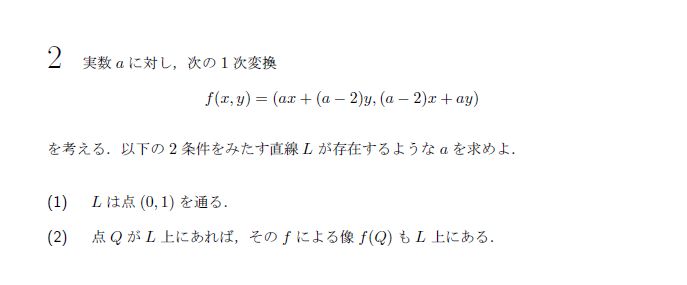 2 実数 a に対し，次の 1 次変換
f(x, y) = (ax + (a − 2)y, (a − 2)x + ay)
を考える．以下の 2 条件をみたす直線 L が存在するような a を求めよ．
(1) L は点 (0, 1) を通る．
(2) 点 Q が L 上にあれば，その f による像 f(Q) も L 上にある．